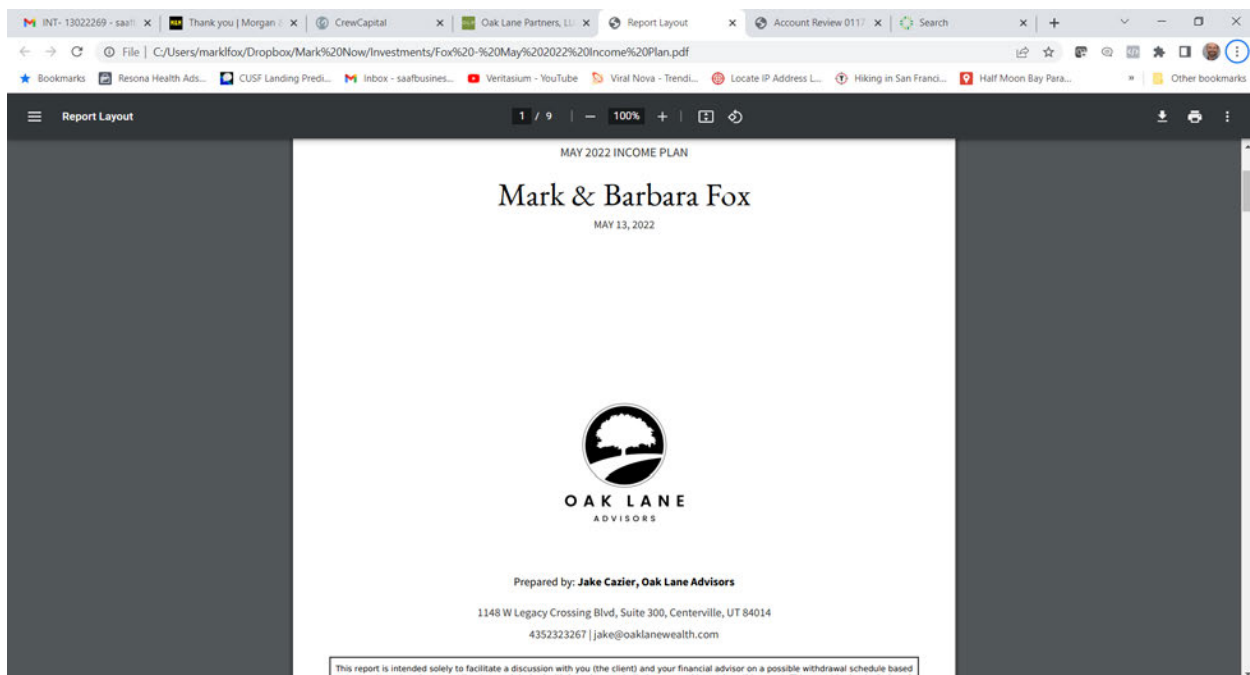 INT- 13022269 - saaf
Thank you | Morgan &
CrewCapital
Oak Lane Partners, LL
Report Layout
Account Review 0117
Search
File | C:/Users/marklfox/Dropbox/Mark%20Now/Investments/Fox%20-%20May%202022%20Income%20Plan.pdf
Bookmarks
Resona Health Ads...
CUSF Landing Predi...
Inbox - saafbusines...
Veritasium - YouTube
Viral Nova - Trendi...
Locate IP Address L...
Hiking in San Franci...
Half Moon Bay Para...
»
Other bookmarks
Report Layout
1 / 9
100%
MAY 2022 INCOME PLAN
Mark & Barbara Fox
MAY 13, 2022
OAK LANE
ADVISORS
Prepared by: Jake Cazier, Oak Lane Advisors
1148 W Legacy Crossing Blvd, Suite 300, Centerville, UT 84014
4352323267 | jake@oaklanewealth.com
This report is intended solely to facilitate a discussion with you (the client) and your financial advisor on a possible withdrawal schedule based